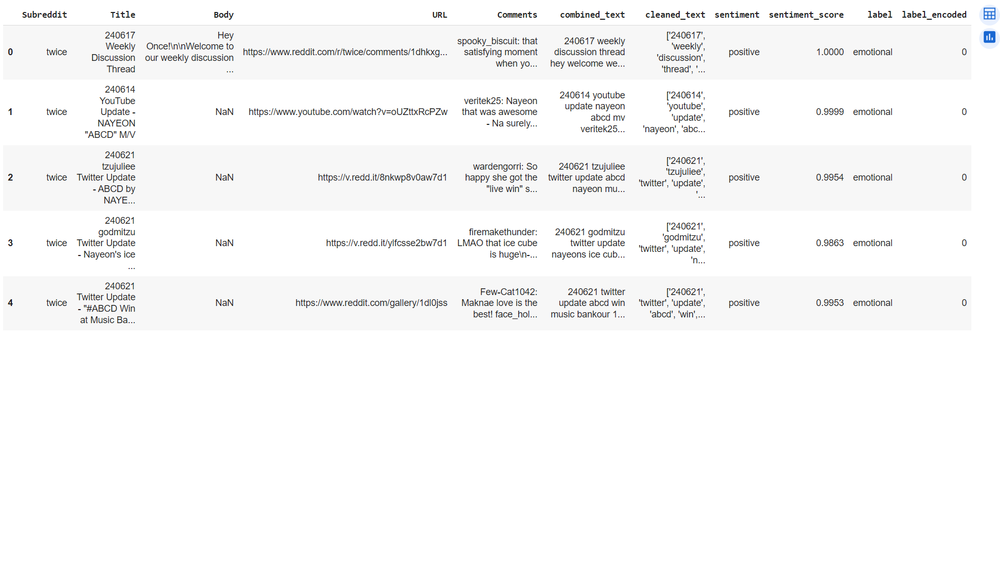 Subreddit Title Body URL Comments combined_text cleaned_text sentiment sentiment_score label label_encoded
0 twice 240617 Weekly Discussion Thread Hey Once!\n\nWelcome to our weekly discussion ... https://www.reddit.com/r/twice/comments/1dhkxg... spooky_biscuit: that satisfying moment when yo... 240617 weekly discussion thread hey welcome we... ['240617', 'weekly', 'discussion', 'thread', '... positive 1.0000 emotional 0
1 twice 240614 YouTube Update - NAYEON "ABCD" M/V NaN https://www.youtube.com/watch?v=oUZttxRcPZw veritek25: Nayeon that was awesome - Na surely... 240614 youtube update nayeon abcd mv veritek25... ['240614', 'youtube', 'update', 'nayeon', 'abc... positive 0.9999 emotional 0
2 twice 240621 tzujuliee Twitter Update - ABCD by NAYE... NaN https://v.redd.it/8nkwp8v0aw7d1 wardengorri: So happy she got the "live win" s... 240621 tzujuliee twitter update abcd nayeon mu... ['240621', 'tzujuliee', 'twitter', 'update', '... positive 0.9954 emotional 0
3 twice 240621 godmitzu Twitter Update - Nayeon's ice ... NaN https://v.redd.it/ylfcsse2bw7d1 firemakethunder: LMAO that ice cube is huge\n-... 240621 godmitzu twitter update nayeons ice cub... ['240621', 'godmitzu', 'twitter', 'update', 'n... positive 0.9863 emotional 0
4 twice 240621 Twitter Update - "#ABCD Win at Music Ba... NaN https://www.reddit.com/gallery/1dl0jss Few-Cat1042: Maknae love is the best! face_hol... 240621 twitter update abcd win music bankour 1... ['240621', 'twitter', 'update', 'abcd', 'win',... positive 0.9953 emotional 0